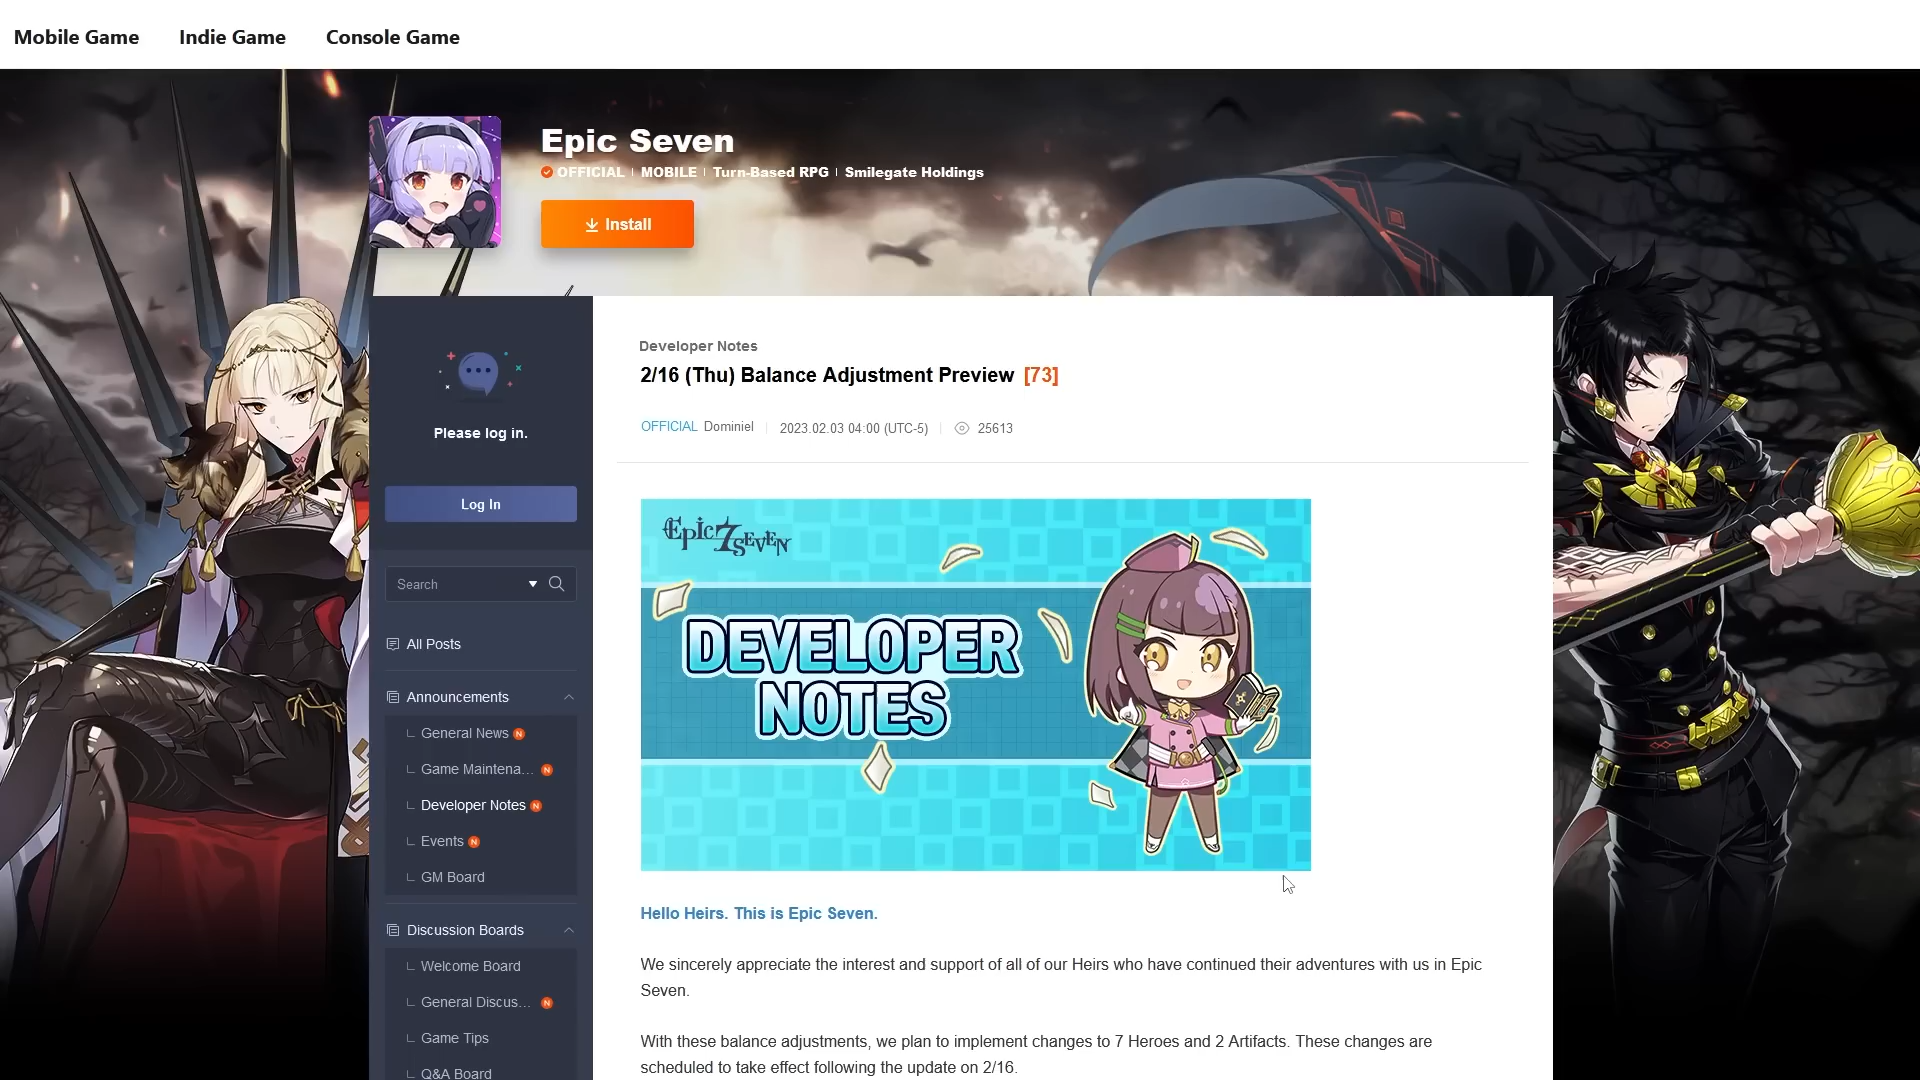 Mobile Game
Indie Game
Console Game
Epic Seven
OFFICIAL | MOBILE | Turn-Based RPG | Smilegate Holdings
Install
Please log in.
Log In
Search
All Posts
Announcements
General News N
Game Maintena... N
Developer Notes N
Events N
GM Board
Discussion Boards
Welcome Board
General Discus... N
Game Tips
Q&A Board
Developer Notes
2/16 (Thu) Balance Adjustment Preview [73]
OFFICIAL Dominiel | 2023.02.03 04:00 (UTC-5) | 25613
Epic Seven
DEVELOPER
NOTES
Hello Heirs. This is Epic Seven.
We sincerely appreciate the interest and support of all of our Heirs who have continued their adventures with us in Epic
Seven.
With these balance adjustments, we plan to implement changes to 7 Heroes and 2 Artifacts. These changes are
scheduled to take effect following the update on 2/16.